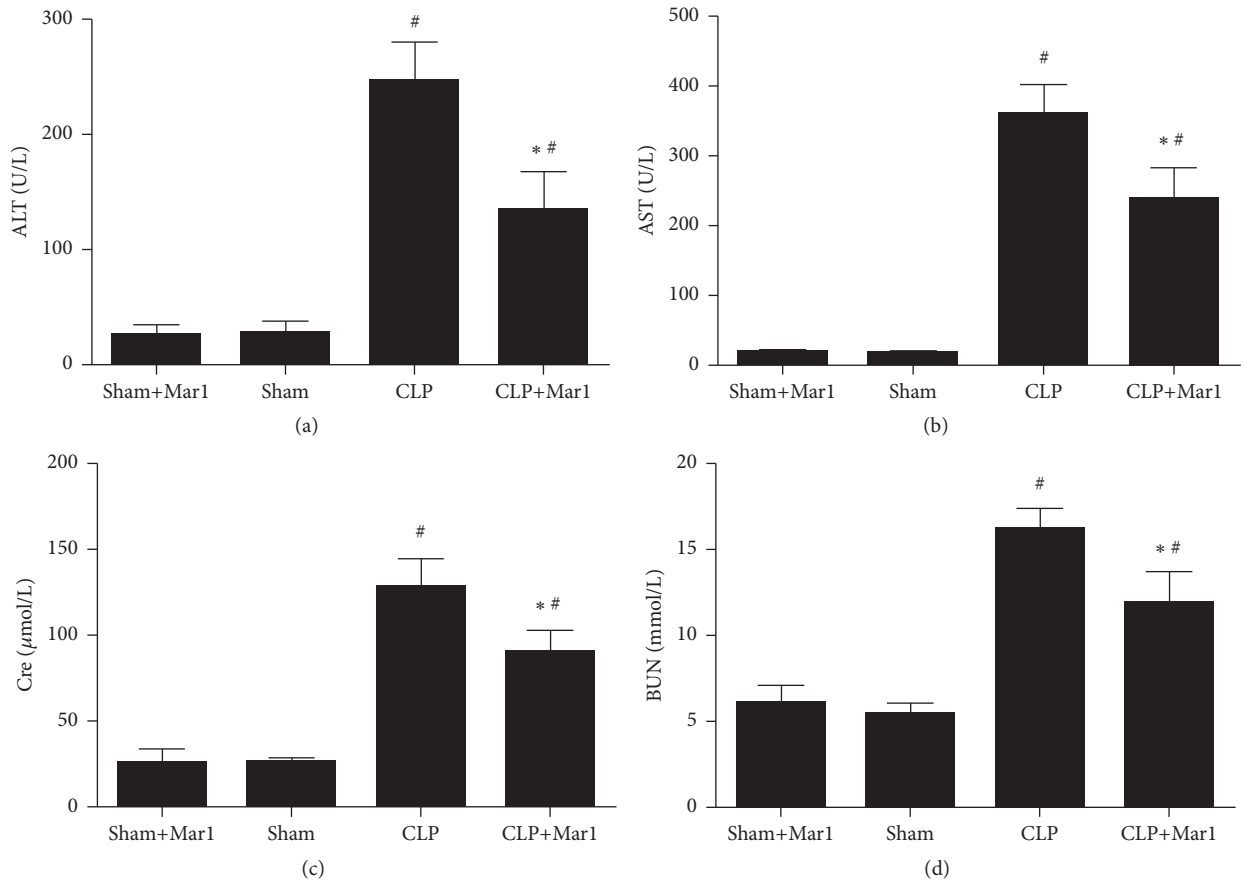 ALT (U/L)
300
200
100
0
#
* #
Sham+Mar1 Sham CLP CLP+Mar1
(a)
AST (U/L)
500
400
300
200
100
0
#
* #
Sham+Mar1 Sham CLP CLP+Mar1
(b)
Cre (μmol/L)
200
150
100
50
0
#
* #
Sham+Mar1 Sham CLP CLP+Mar1
(c)
BUN (mmol/L)
20
15
10
5
0
#
* #
Sham+Mar1 Sham CLP CLP+Mar1
(d)